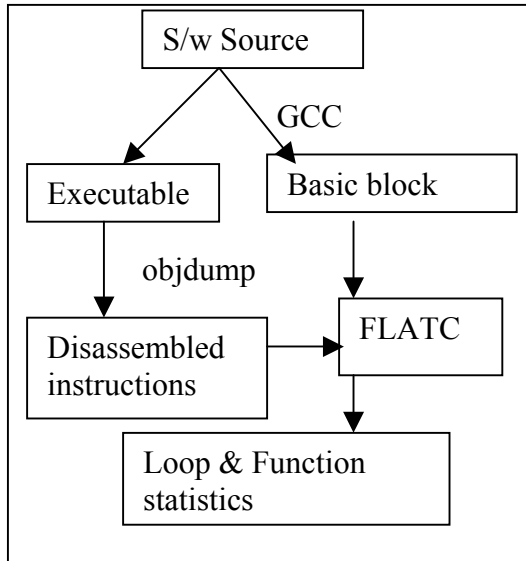 S/w Source
GCC
Executable
Basic block
objdump
Disassembled
instructions
FLATC
Loop & Function
statistics